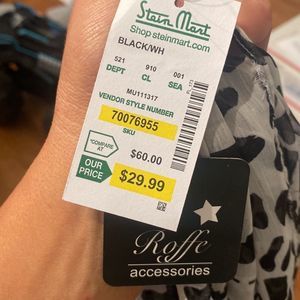 Stein Mart
Shop steinmart.com
BLACK/WH
521 910 001
DEPT CL SEA
MU111317
VENDOR STYLE NUMBER
70076955
SKU
"COMPARE AT $60.00
OUR PRICE $29.99
Roffe
accessories